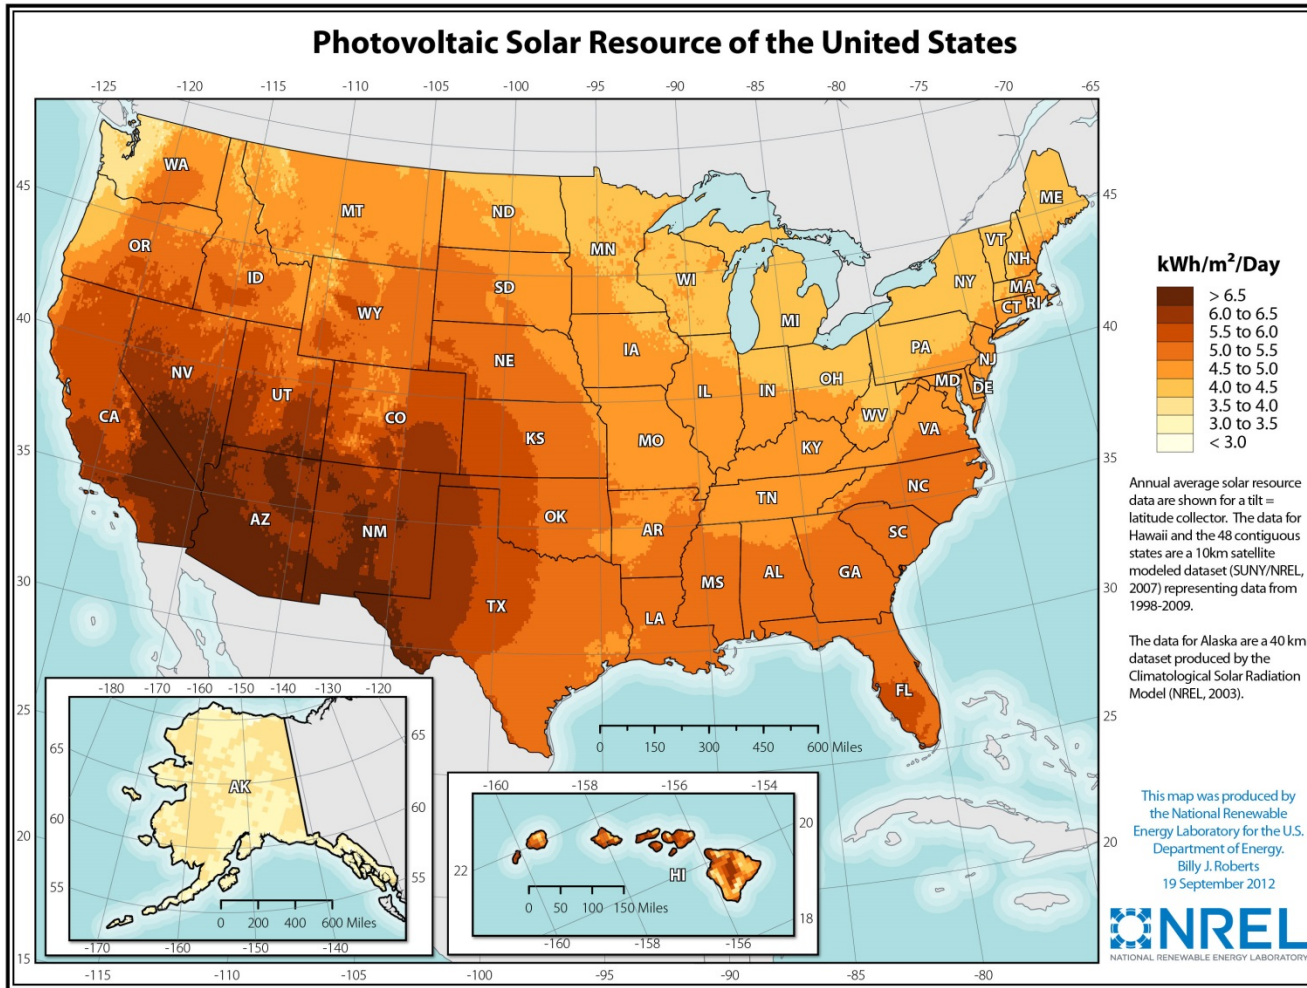 Photovoltaic Solar Resource of the United States
-125 -120 -115 -110 -105 -100 -95 -90 -85 -80 -75 -70 -65
45
40
35
30
25
20
15
45
40
35
30
25
20
-115 -110 -105 -100 -95 -90 -85 -80
WA
OR
CA
NV
ID
MT
WY
UT
CO
AZ
NM
ND
SD
NE
KS
OK
TX
MN
IA
MO
AR
LA
WI
IL
MI
IN
OH
KY
TN
MS
AL
GA
FL
SC
NC
VA
WV
PA
NY
VT
NH
ME
MA
CT
RI
NJ
MD
DE
0 150 300 450 600 Miles
kWh/m²/Day
> 6.5
6.0 to 6.5
5.5 to 6.0
5.0 to 5.5
4.5 to 5.0
4.0 to 4.5
3.5 to 4.0
3.0 to 3.5
< 3.0
Annual average solar resource
data are shown for a tilt =
latitude collector. The data for
Hawaii and the 48 contiguous
states are a 10km satellite
modeled dataset (SUNY/NREL,
2007) representing data from
1998-2009.
The data for Alaska are a 40 km
dataset produced by the
Climatological Solar Radiation
Model (NREL, 2003).
-180 -170 -160 -150 -140 -130 -120
65
60
55
65
60
55
AK
0 200 400 600 Miles
-170 -160 -150 -140
-160 -158 -156 -154
22
20
18
HI
0 50 100 150 Miles
-160 -158 -156
This map was produced by
the National Renewable
Energy Laboratory for the U.S.
Department of Energy.
Billy J. Roberts
19 September 2012
NREL
NATIONAL RENEWABLE ENERGY LABORATORY